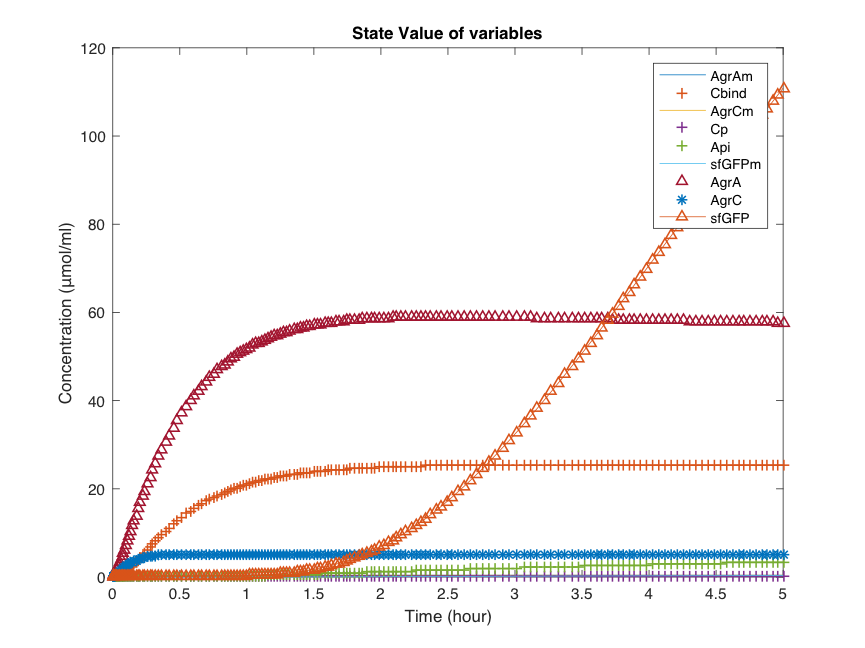 State Value of variables
120
100
80
60
40
20
0
Concentration (μmol/ml)
AgrAm
Cbind
AgrCm
Cp
Api
sfGFPm
AgrA
AgrC
sfGFP
0 0.5 1 1.5 2 2.5 3 3.5 4 4.5 5
Time (hour)